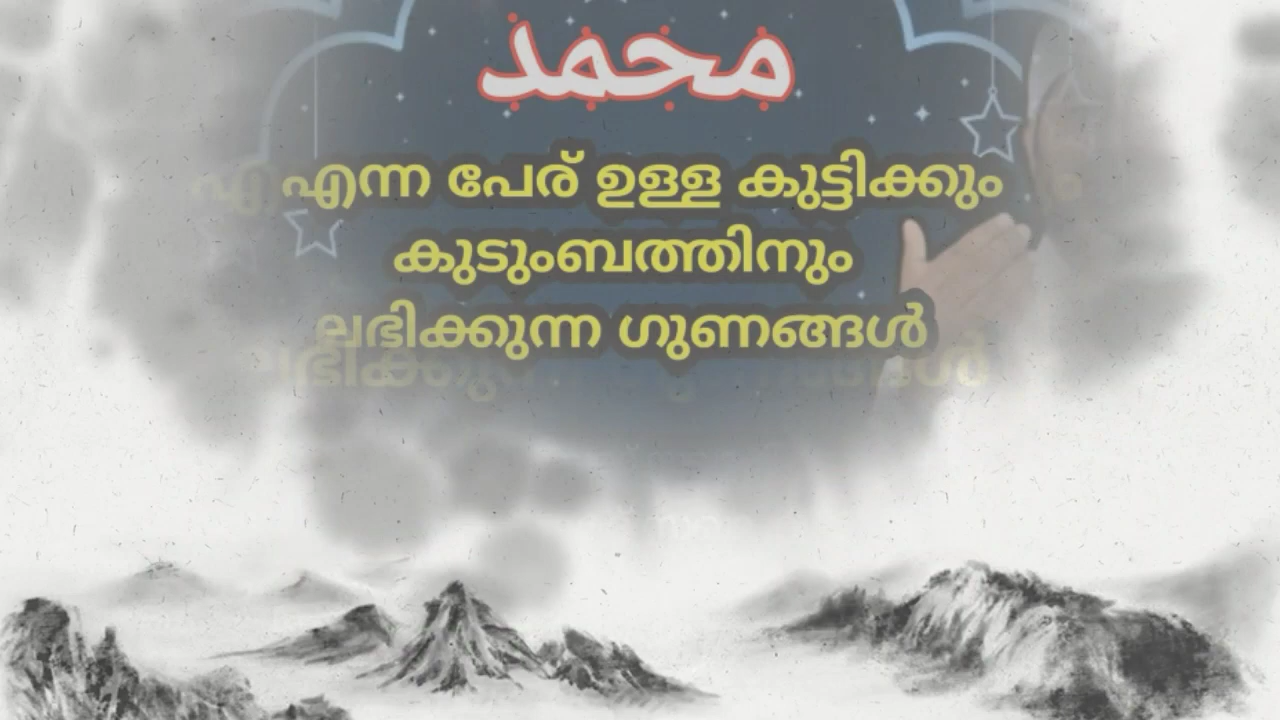 محمد
എന്ന പേര് ഉള്ള കുട്ടിക്കും
കുടുംബത്തിനും
ലഭിക്കുന്ന ഗുണങ്ങൾ